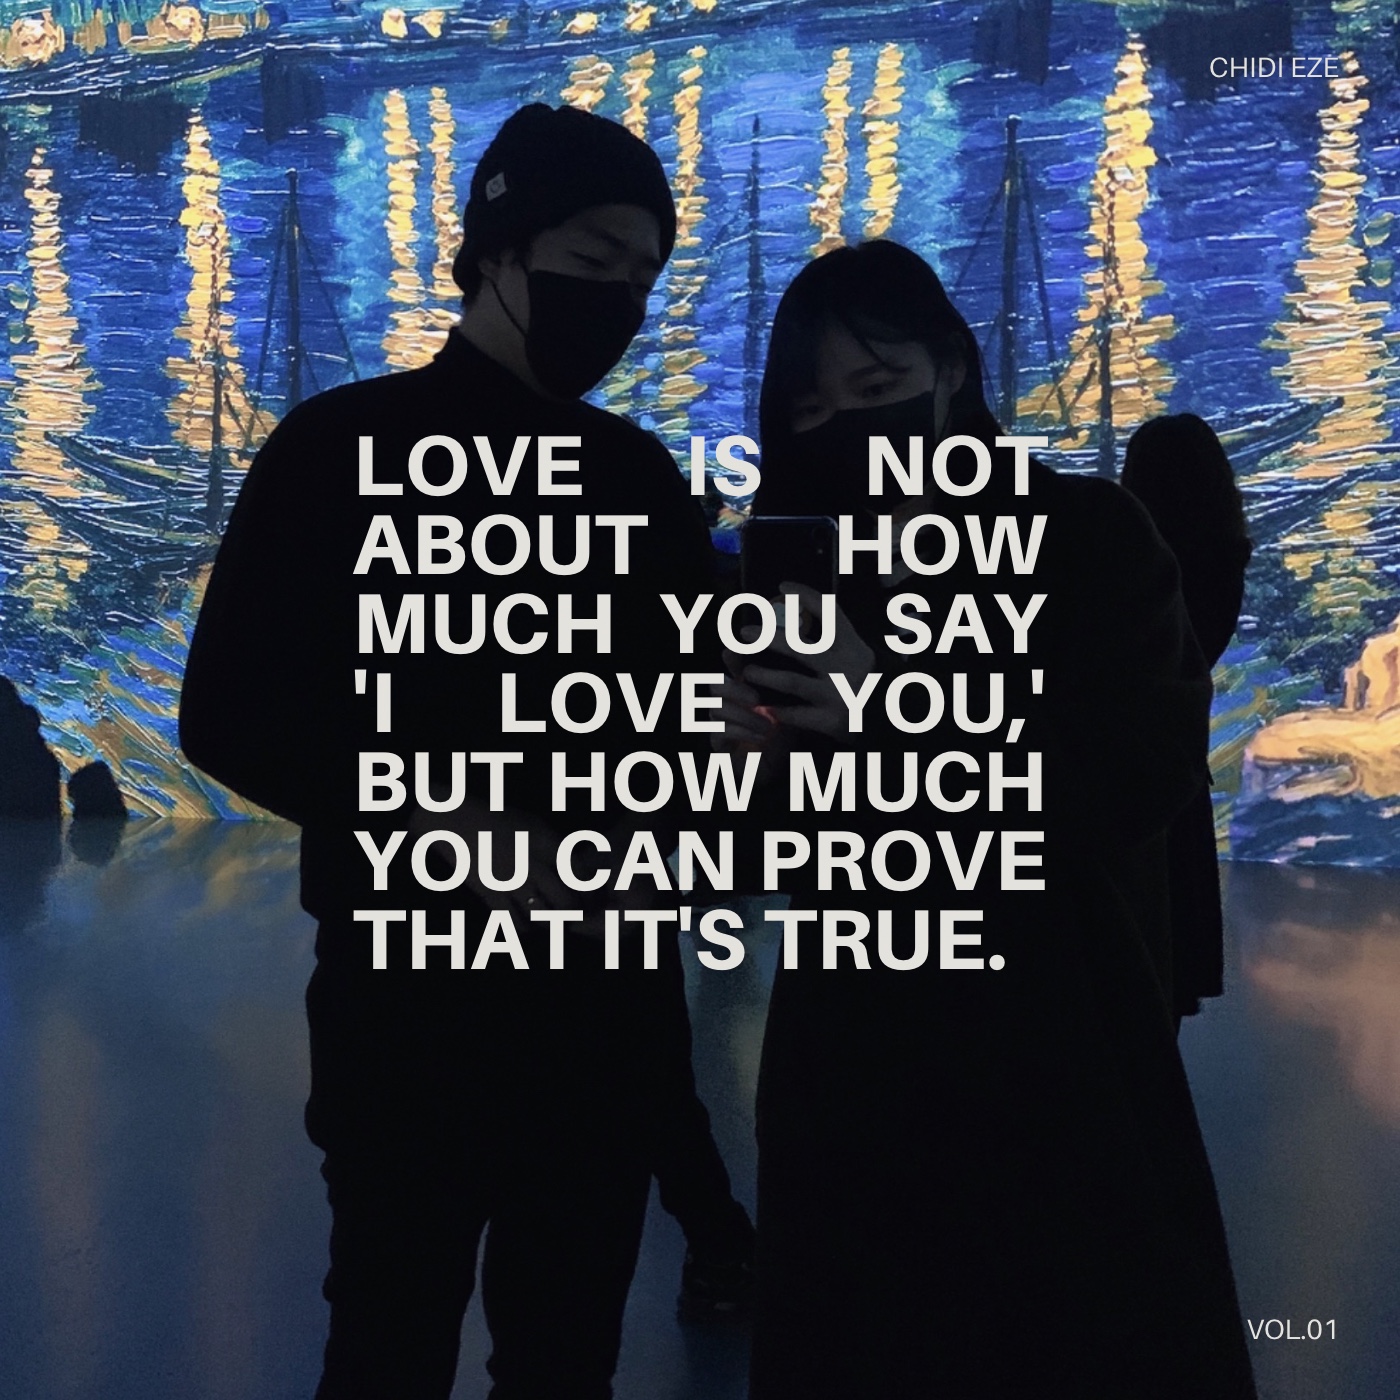 CHIDI EZE
LOVE IS NOT
ABOUT HOW
MUCH YOU SAY
'I LOVE YOU,'
BUT HOW MUCH
YOU CAN PROVE
THAT IT'S TRUE.
VOL.01